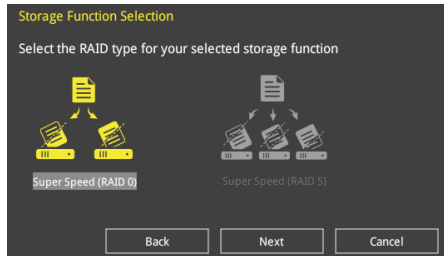 Storage Function Selection
Select the RAID type for your selected storage function
Super Speed (RAID 0)
Super Speed (RAID 5)
Back
Next
Cancel